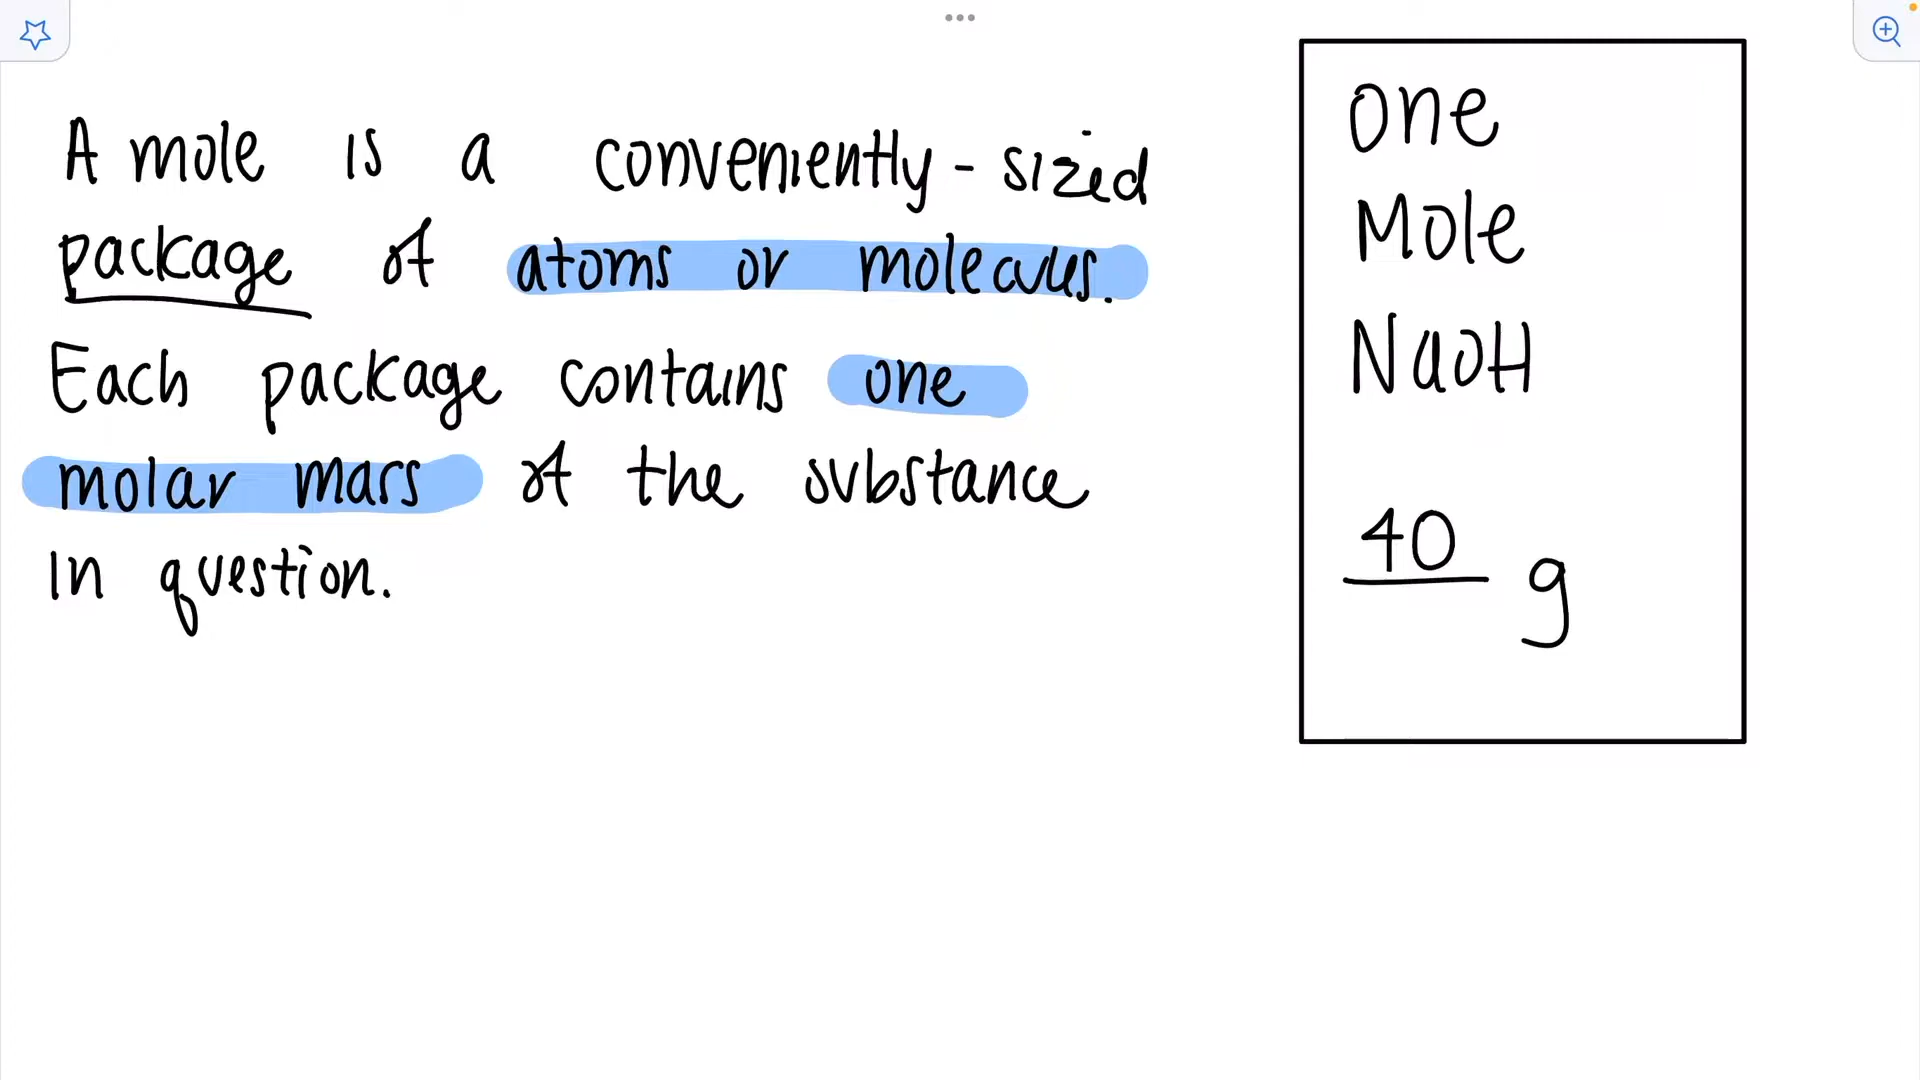 A mole is a conveniently-sized
package of atoms or molecules.
Each package contains one
molar mass of the substance
in question.
One
Mole
NaOH
40 g